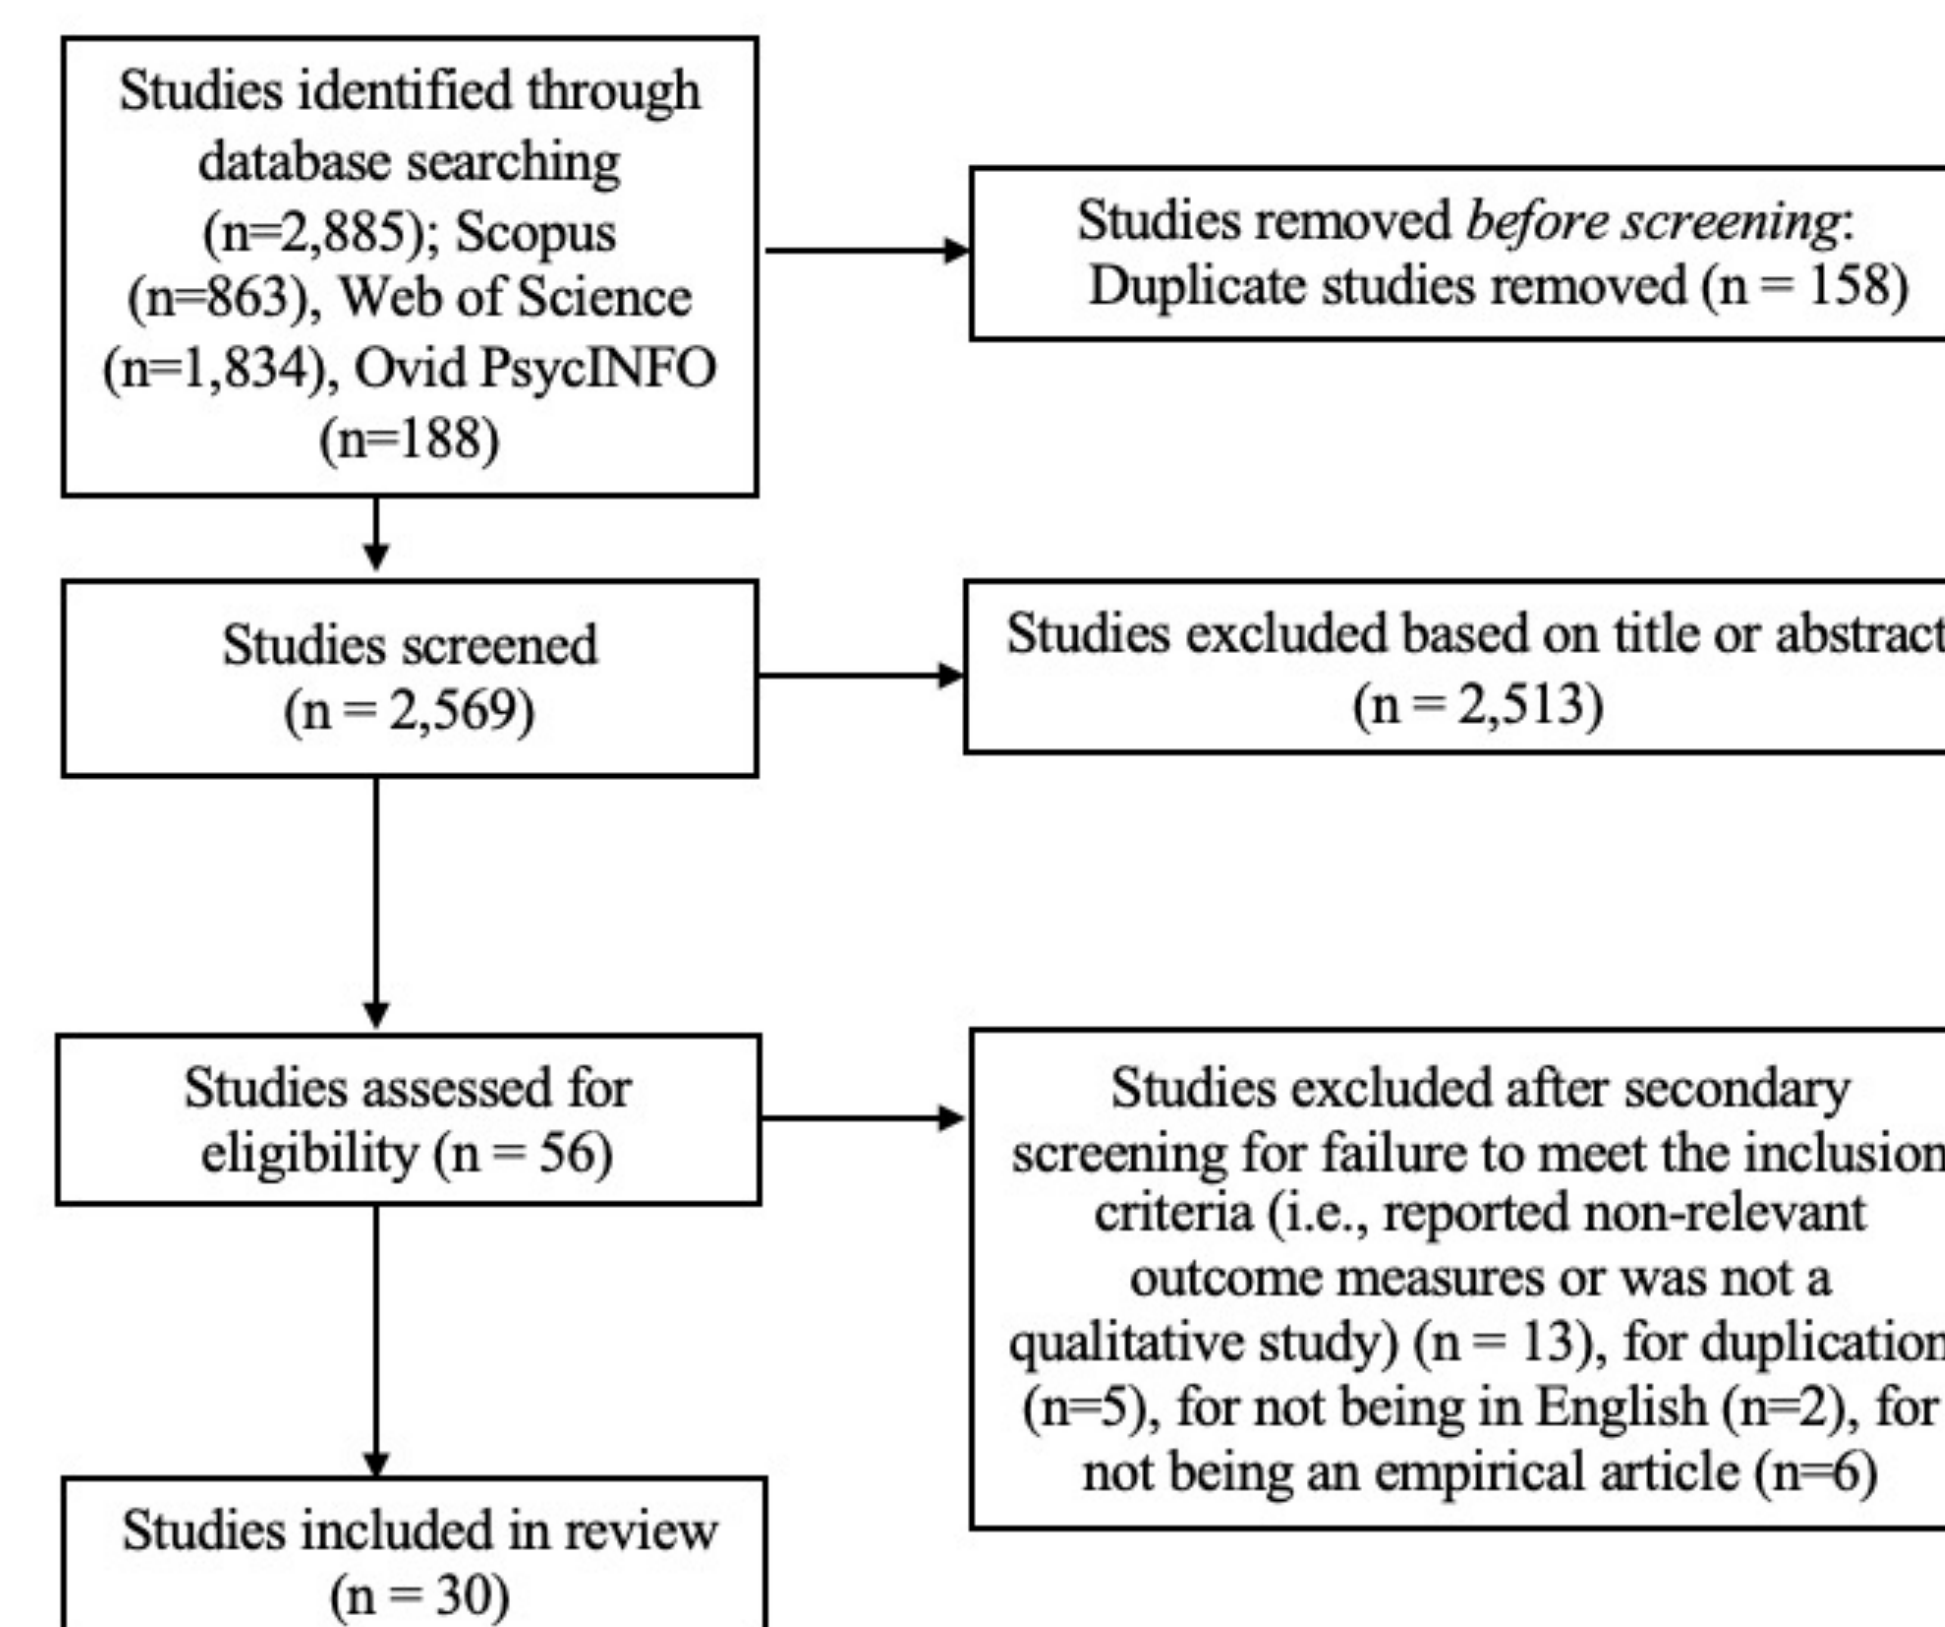 Studies identified through
database searching
(n=2,885); Scopus
(n=863), Web of Science
(n=1,834), Ovid PsycINFO
(n=188)
Studies removed before screening:
Duplicate studies removed (n = 158)
Studies screened
(n = 2,569)
Studies excluded based on title or abstract
(n = 2,513)
Studies assessed for
eligibility (n = 56)
Studies excluded after secondary
screening for failure to meet the inclusion
criteria (i.e., reported non-relevant
outcome measures or was not a
qualitative study) (n = 13), for duplication
(n=5), for not being in English (n=2), for
not being an empirical article (n=6)
Studies included in review
(n = 30)